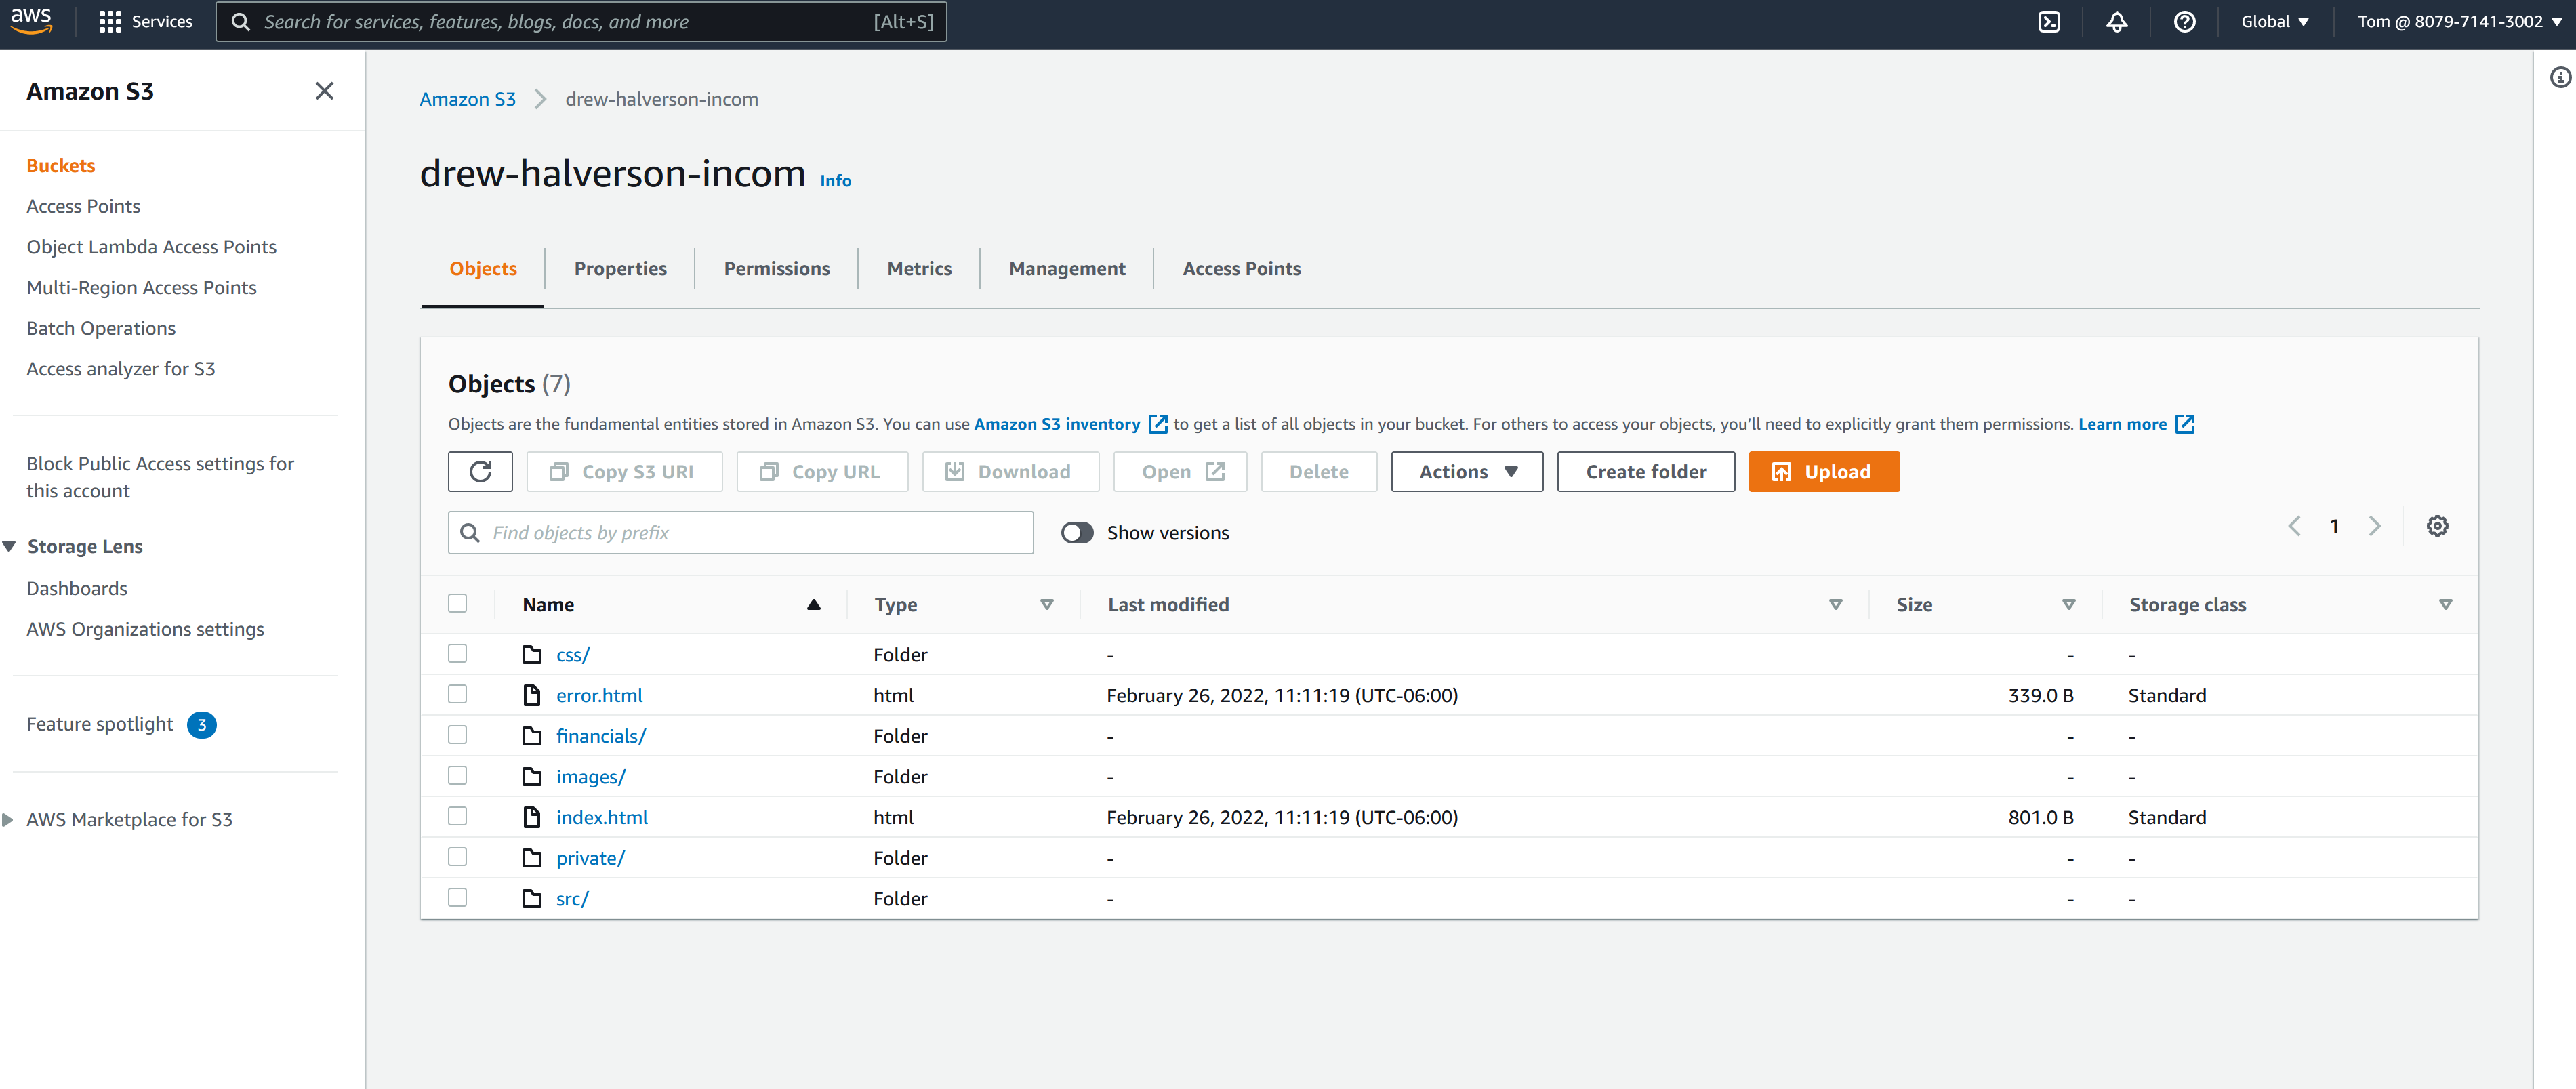 aws
Services
Search for services, features, blogs, docs, and more [Alt+S]
Global
Tom @ 8079-7141-3002
Amazon S3
Buckets
Access Points
Object Lambda Access Points
Multi-Region Access Points
Batch Operations
Access analyzer for S3
Block Public Access settings for
this account
Storage Lens
Dashboards
AWS Organizations settings
Feature spotlight 3
AWS Marketplace for S3
Amazon S3 > drew-halverson-incom
drew-halverson-incom Info
Objects Properties Permissions Metrics Management Access Points
Objects (7)
Objects are the fundamental entities stored in Amazon S3. You can use Amazon S3 inventory to get a list of all objects in your bucket. For others to access your objects, you'll need to explicitly grant them permissions. Learn more
Copy S3 URI Copy URL Download Open Delete Actions Create folder Upload
Find objects by prefix Show versions 1
Name Type Last modified Size Storage class
css/ Folder - - -
error.html html February 26, 2022, 11:11:19 (UTC-06:00) 339.0 B Standard
financials/ Folder - - -
images/ Folder - - -
index.html html February 26, 2022, 11:11:19 (UTC-06:00) 801.0 B Standard
private/ Folder - - -
src/ Folder - - -